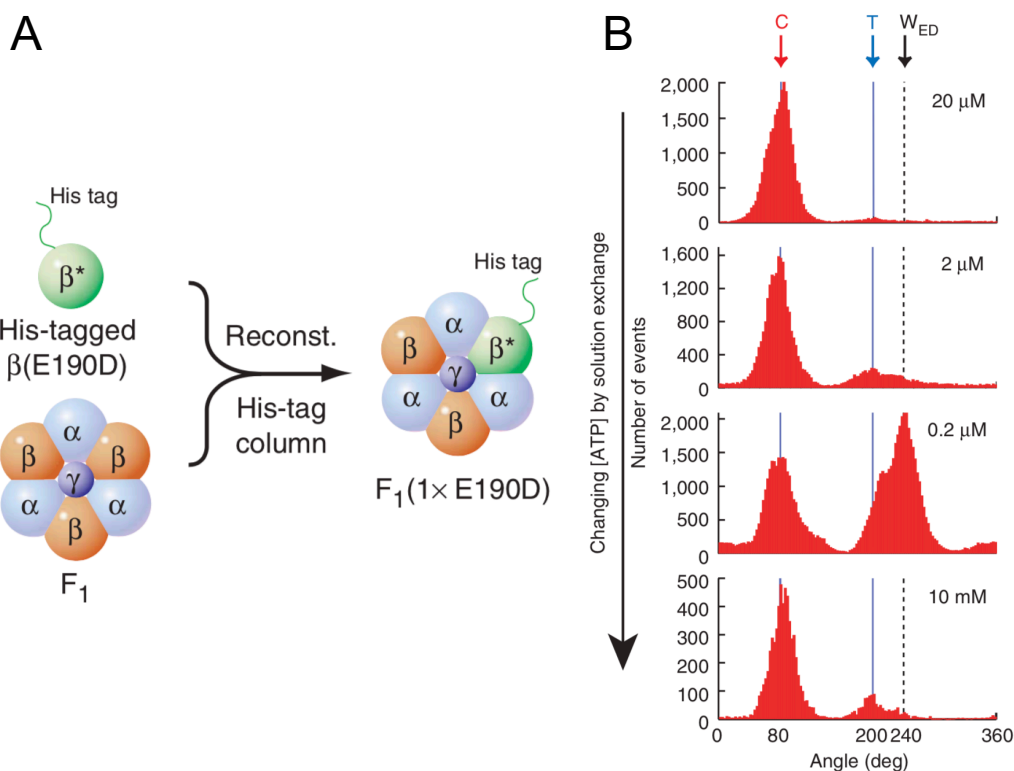 A
His tag
β*
His-tagged
β(E190D)
α
β
β
γ
α
α
β
F1
Reconst.
His-tag
column
His tag
α
β
β*
γ
α
α
β
F1(1× E190D)
B
C
T
WED
Changing [ATP] by solution exchange
Number of events
2,000
1,500
1,000
500
0
20 μM
1,600
1,200
800
400
0
2 μM
2,000
1,500
1,000
500
0
0.2 μM
500
400
300
200
100
0
10 mM
0 80 200 240 360
Angle (deg)